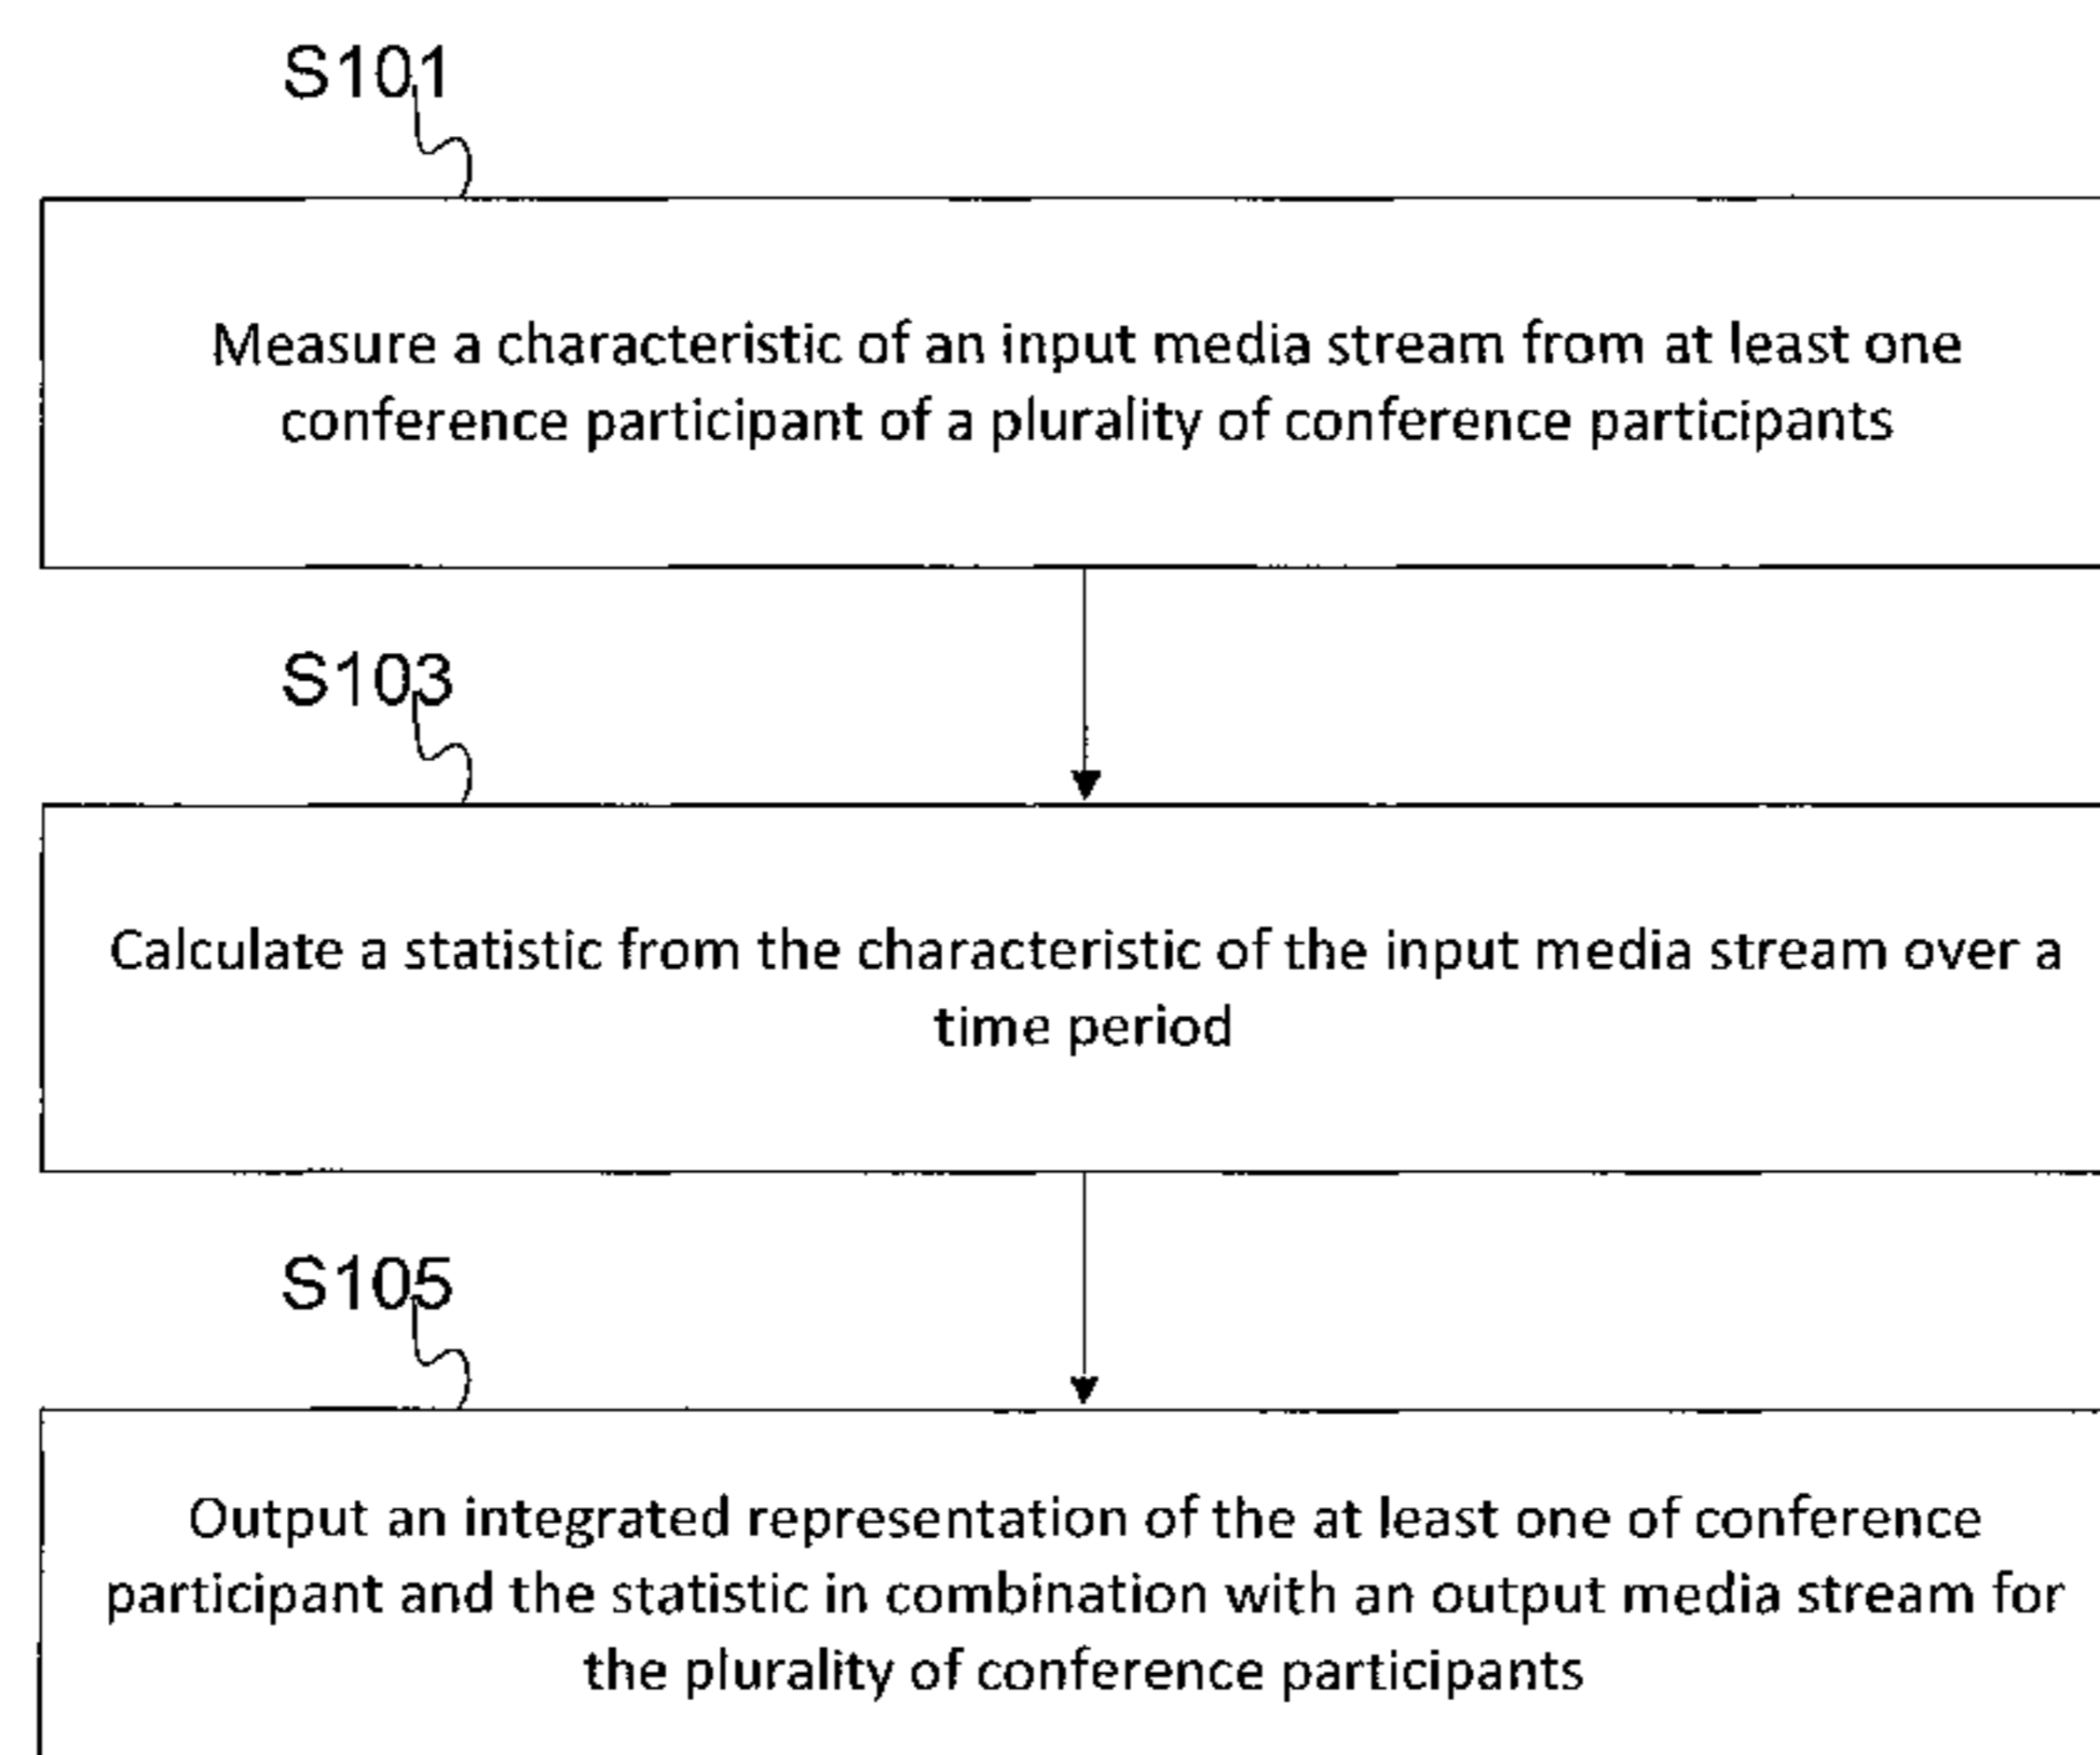 S101
Measure a characteristic of an input media stream from at least one
conference participant of a plurality of conference participants
S103
Calculate a statistic from the characteristic of the input media stream over a
time period
S105
Output an integrated representation of the at least one of conference
participant and the statistic in combination with an output media stream for
the plurality of conference participants